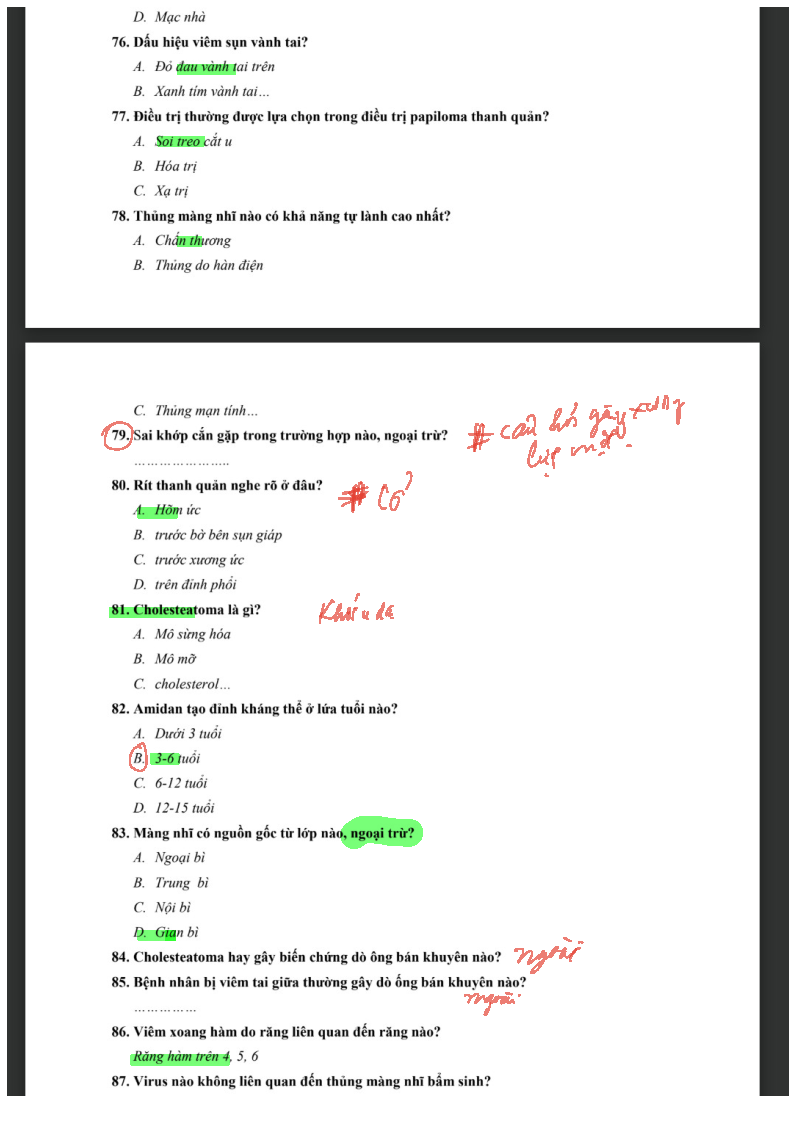 D. Mạc nhà
76. Dấu hiệu viêm sụn vành tai?
A. Đỏ đau vành tai trên
B. Xanh tím vành tai…
77. Điều trị thường được lựa chọn trong điều trị papiloma thanh quản?
A. Soi treo cắt u
B. Hóa trị
C. Xạ trị
78. Thủng màng nhĩ nào có khả năng tự lành cao nhất?
A. Chấn thương
B. Thủng do hàn điện
C. Thủng mạn tính…
79. Sai khớp cắn gặp trong trường hợp nào, ngoại trừ? # câu hỏi gãy xương
…………………..
80. Rít thanh quản nghe rõ ở đâu? # Cổ
A. Hõm ức
B. trước bờ bên sụn giáp
C. trước xương ức
D. trên đỉnh phổi
81. Cholesteatoma là gì? Khối u da
A. Mô sừng hóa
B. Mô mỡ
C. cholesterol…
82. Amidan tạo đỉnh kháng thể ở lứa tuổi nào?
A. Dưới 3 tuổi
B. 3-6 tuổi
C. 6-12 tuổi
D. 12-15 tuổi
83. Màng nhĩ có nguồn gốc từ lớp nào, ngoại trừ?
A. Ngoại bì
B. Trung bì
C. Nội bì
D. Gian bì
84. Cholesteatoma hay gây biến chứng dò ông bán khuyên nào? ngoài
85. Bệnh nhân bị viêm tai giữa thường gây dò ống bán khuyên nào?
ngoài
……………
86. Viêm xoang hàm do răng liên quan đến răng nào?
Răng hàm trên 4, 5, 6
87. Virus nào không liên quan đến thủng màng nhĩ bẩm sinh?